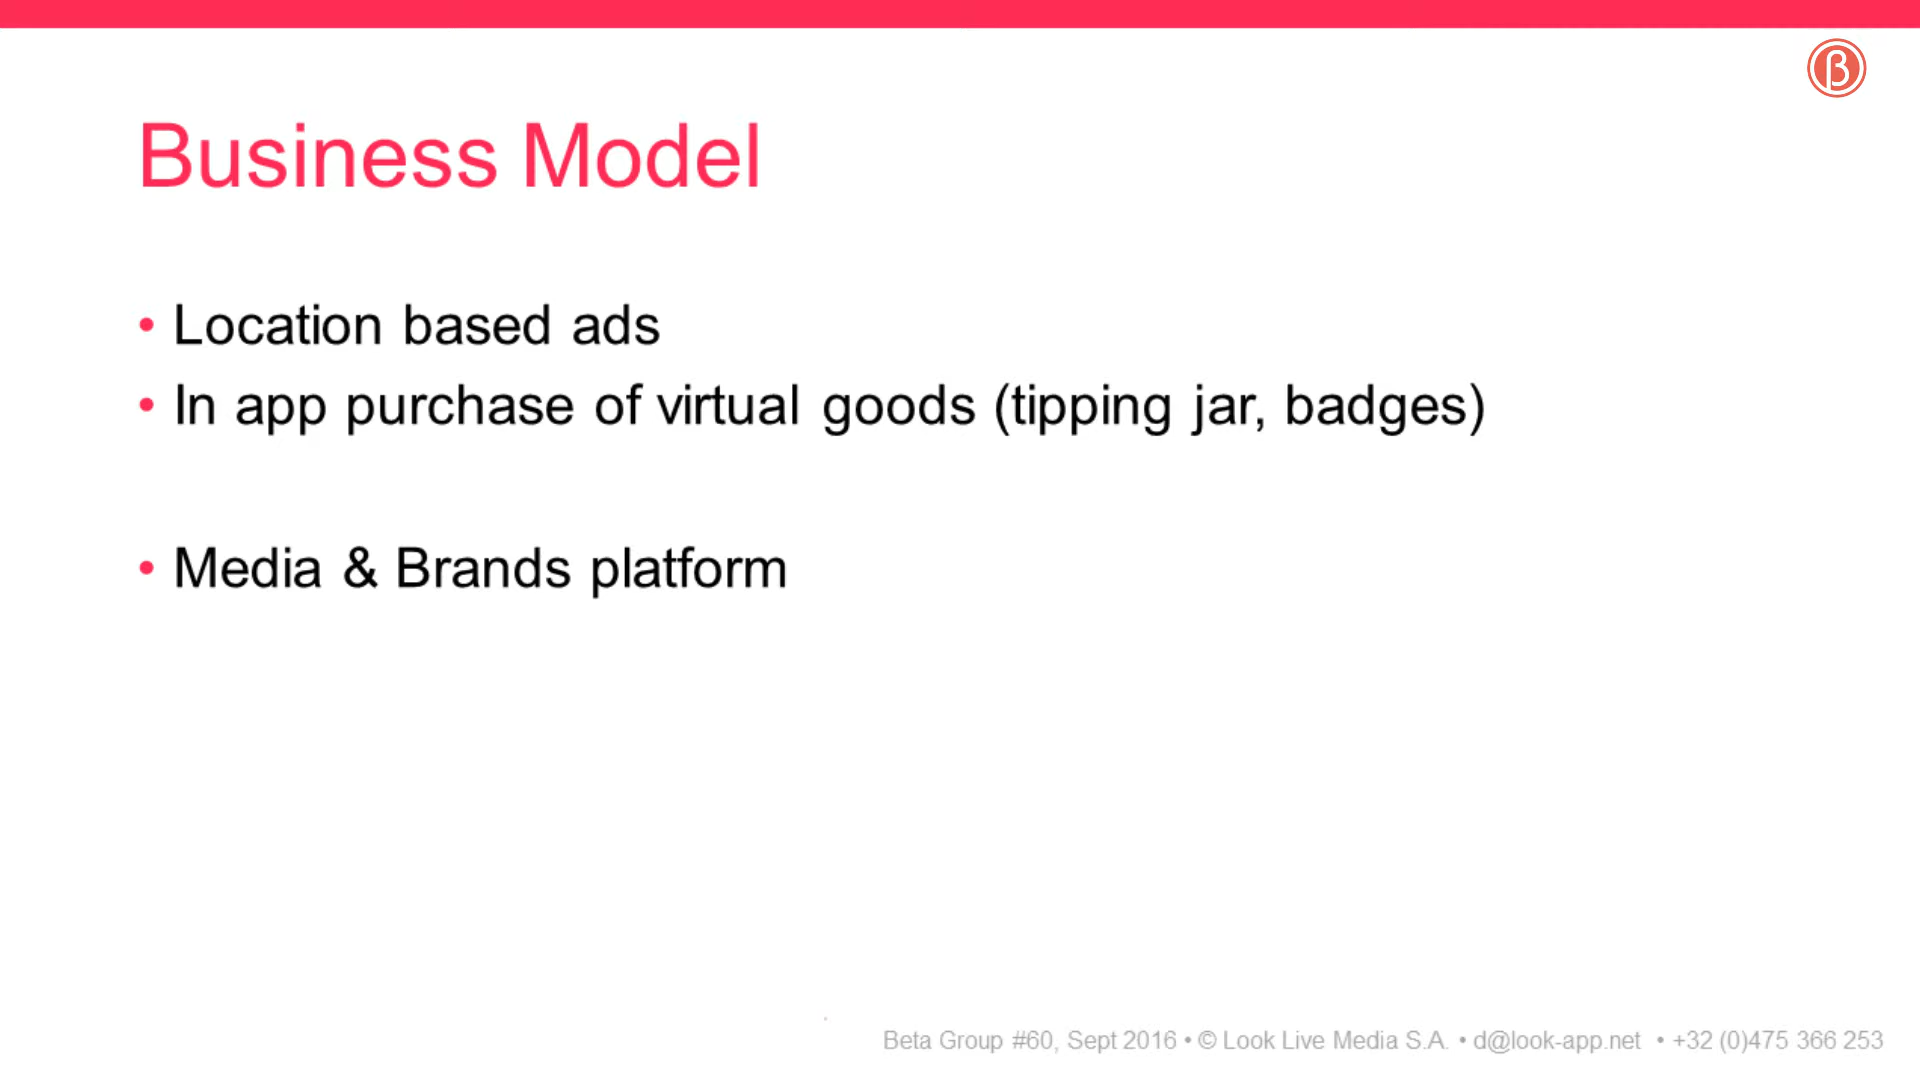 β
Business Model
• Location based ads
• In app purchase of virtual goods (tipping jar, badges)
• Media & Brands platform
Beta Group #60, Sept 2016 • © Look Live Media S.A. • d@look-app.net • +32 (0)475 366 253